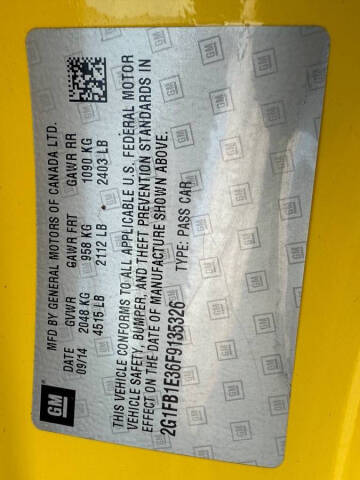 MFD BY GENERAL MOTORS OF CANADA LTD.
DATE GVWR GAWR FRT GAWR RR
09/14 2048 KG 958 KG 1090 KG
4515 LB 2112 LB 2403 LB
THIS VEHICLE CONFORMS TO ALL APPLICABLE U.S. FEDERAL MOTOR
VEHICLE SAFETY, BUMPER, AND THEFT PREVENTION STANDARDS IN
EFFECT ON THE DATE OF MANUFACTURE SHOWN ABOVE.
2G1FB1E36F9135326 TYPE: PASS CAR
GM